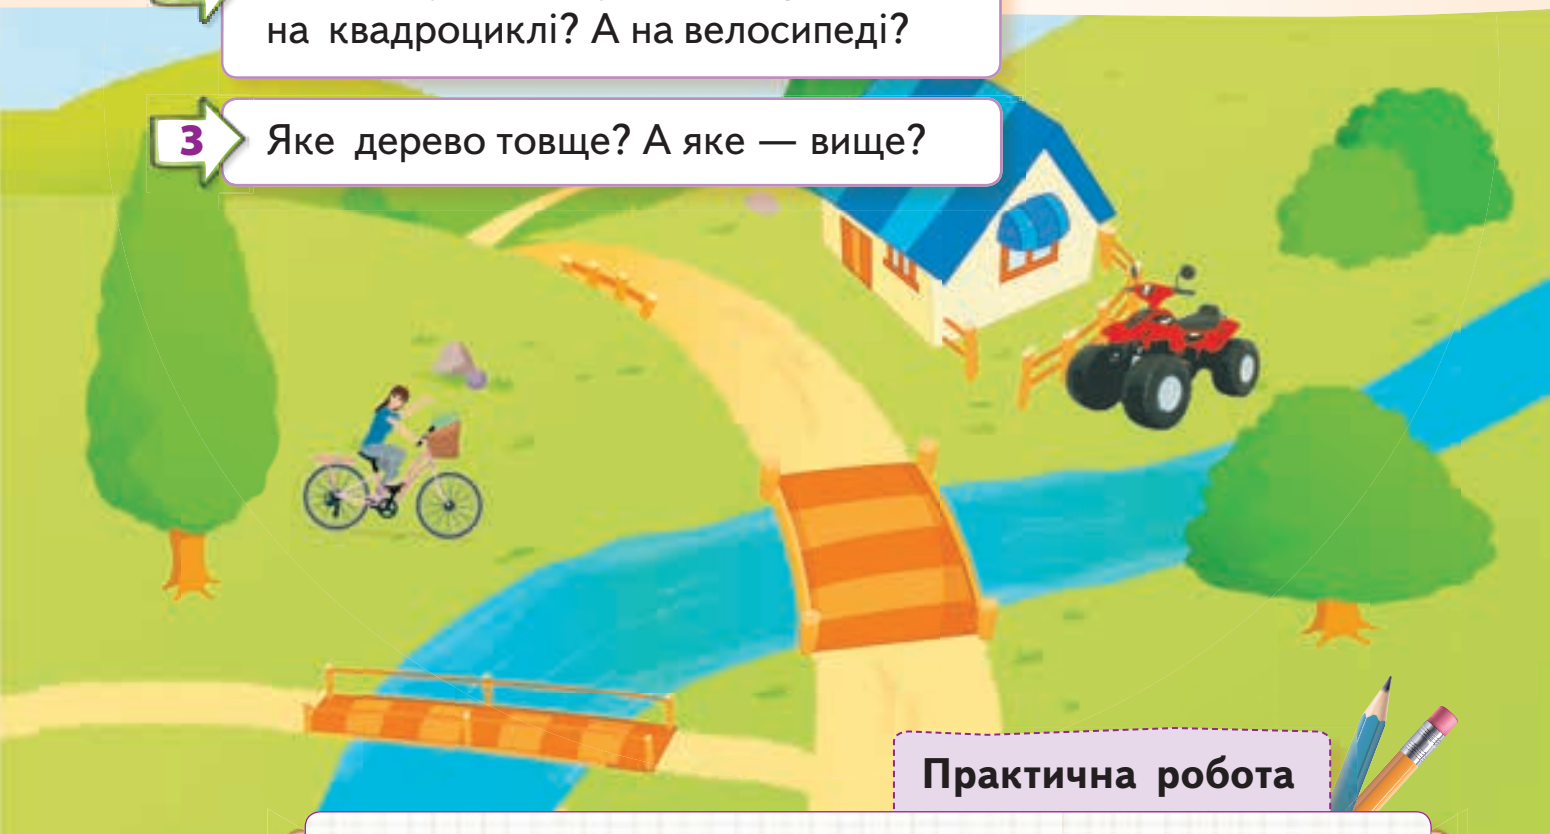 на квадроциклі? А на велосипеді?
3
Яке дерево товще? А яке — вище?
Практична робота